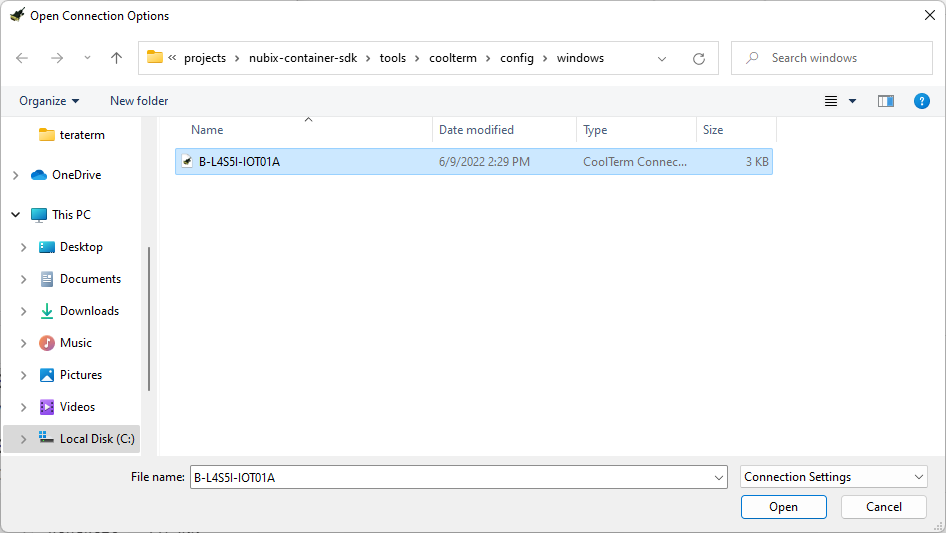 Open Connection Options
« projects > nubix-container-sdk > tools > coolterm > config > windows
Search windows
Organize
New folder
Name
Date modified
Type
Size
teraterm
B-L4S5I-IOT01A
6/9/2022 2:29 PM
CoolTerm Connec...
3 KB
OneDrive
This PC
Desktop
Documents
Downloads
Music
Pictures
Videos
Local Disk (C:)
File name:
B-L4S5I-IOT01A
Connection Settings
Open
Cancel